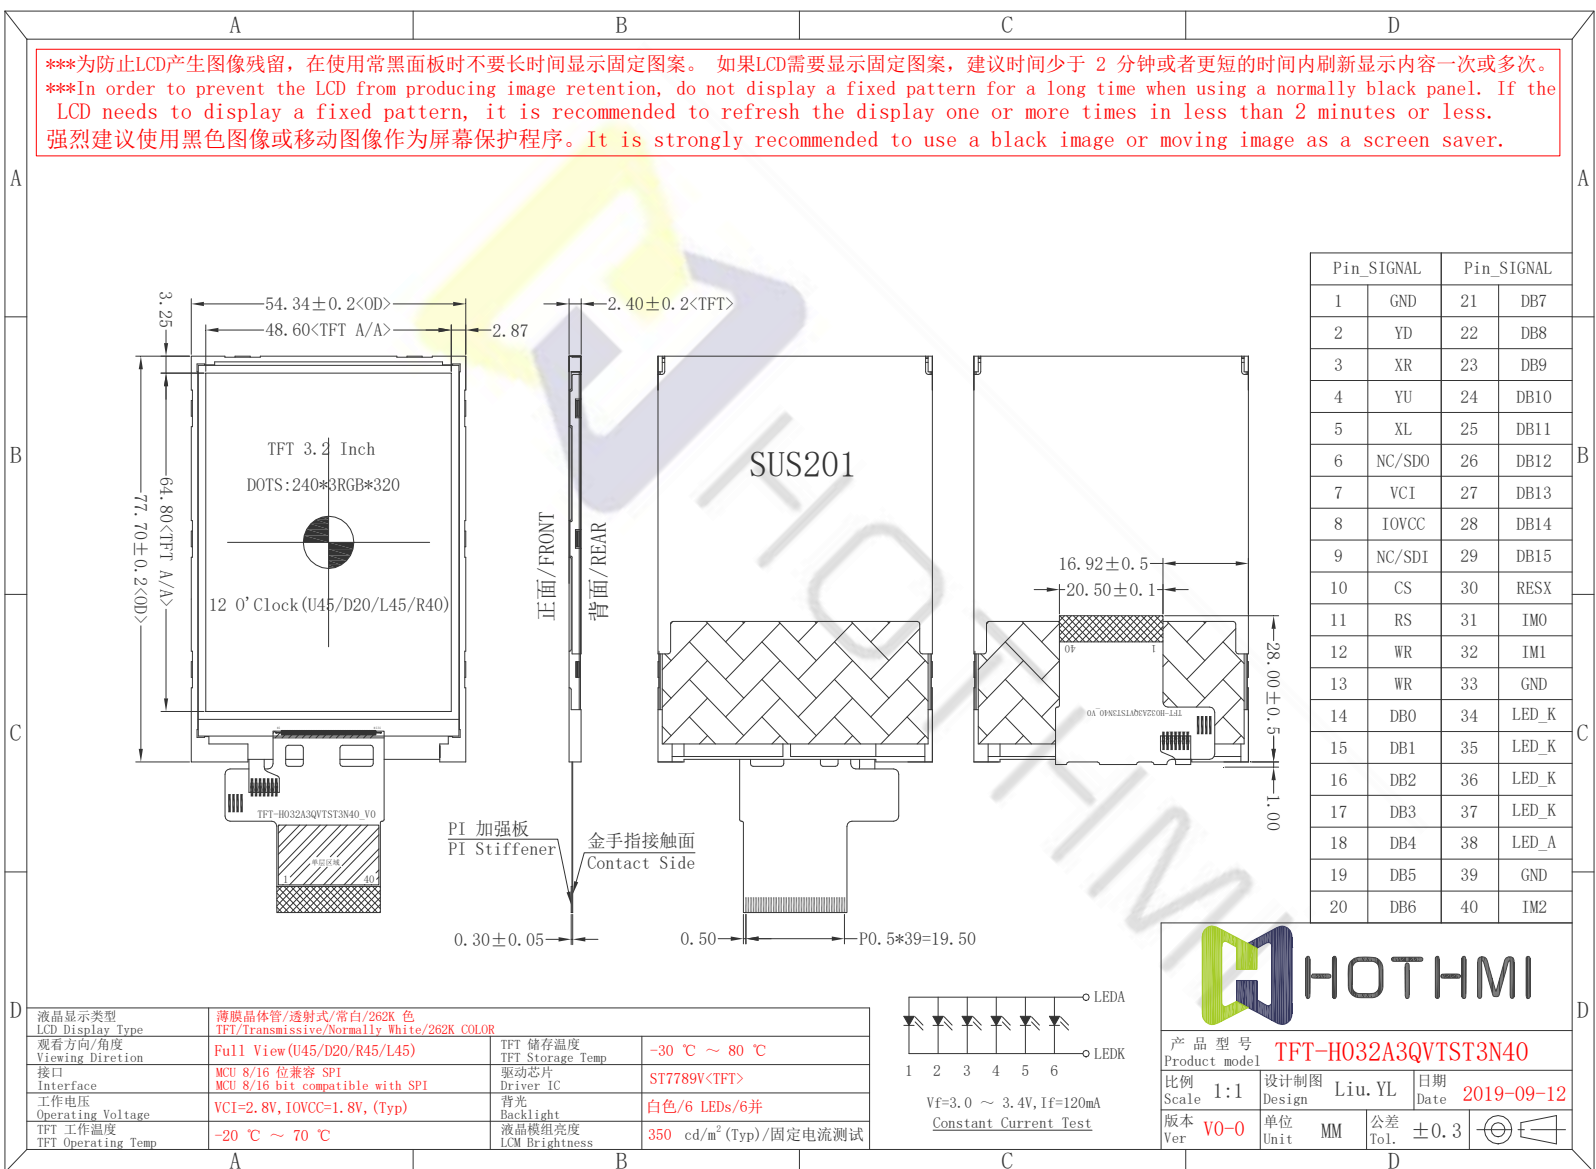 A B C D
***为防止LCD产生图像残留，在使用常黑面板时不要长时间显示固定图案。 如果LCD需要显示固定图案，建议时间少于 2 分钟或者更短的时间内刷新显示内容一次或多次。
***In order to prevent the LCD from producing image retention, do not display a fixed pattern for a long time when using a normally black panel. If the
LCD needs to display a fixed pattern, it is recommended to refresh the display one or more times in less than 2 minutes or less.
强烈建议使用黑色图像或移动图像作为屏幕保护程序。It is strongly recommended to use a black image or moving image as a screen saver.
A
B
C
D
A
B
C
D
3.25
54.34±0.2<OD>
48.60<TFT A/A>
2.87
77.70±0.2<OD>
64.80<TFT A/A>
TFT 3.2 Inch
DOTS:240*3RGB*320
12 O'Clock(U45/D20/L45/R40)
TFT-H032A3QVTST3N40_V0
单层区域
1 40
2.40±0.2<TFT>
正面/FRONT
背面/REAR
PI 加强板
PI Stiffener
金手指接触面
Contact Side
0.30±0.05
SUS201
0.50
P0.5*39=19.50
16.92±0.5
20.50±0.1
40 1
TFT-H032A3QVTST3N40_V0
28.00±0.5
1.00
HOTHMI
Pin_SIGNAL Pin_SIGNAL
1 GND 21 DB7
2 YD 22 DB8
3 XR 23 DB9
4 YU 24 DB10
5 XL 25 DB11
6 NC/SDO 26 DB12
7 VCI 27 DB13
8 IOVCC 28 DB14
9 NC/SDI 29 DB15
10 CS 30 RESX
11 RS 31 IM0
12 WR 32 IM1
13 WR 33 GND
14 DB0 34 LED_K
15 DB1 35 LED_K
16 DB2 36 LED_K
17 DB3 37 LED_K
18 DB4 38 LED_A
19 DB5 39 GND
20 DB6 40 IM2
液晶显示类型
LCD Display Type
薄膜晶体管/透射式/常白/262K 色
TFT/Transmissive/Normally White/262K COLOR
观看方向/角度
Viewing Diretion
Full View(U45/D20/R45/L45)
TFT 储存温度
TFT Storage Temp
-30 ℃ ～ 80 ℃
接口
Interface
MCU 8/16 位兼容 SPI
MCU 8/16 bit compatible with SPI
驱动芯片
Driver IC
ST7789V<TFT>
工作电压
Operating Voltage
VCI=2.8V,IOVCC=1.8V,(Typ)
背光
Backlight
白色/6 LEDs/6并
TFT 工作温度
TFT Operating Temp
-20 ℃ ～ 70 ℃
液晶模组亮度
LCM Brightness
350 cd/m²(Typ)/固定电流测试
LEDA
LEDK
1 2 3 4 5 6
Vf=3.0 ～ 3.4V,If=120mA
Constant Current Test
HOTHMI
产品型号
Product model
TFT-H032A3QVTST3N40
比例
Scale
1:1
设计制图
Design
Liu.YL
日期
Date
2019-09-12
版本
Ver
V0-0
单位
Unit
MM
公差
Tol.
±0.3
A B C D